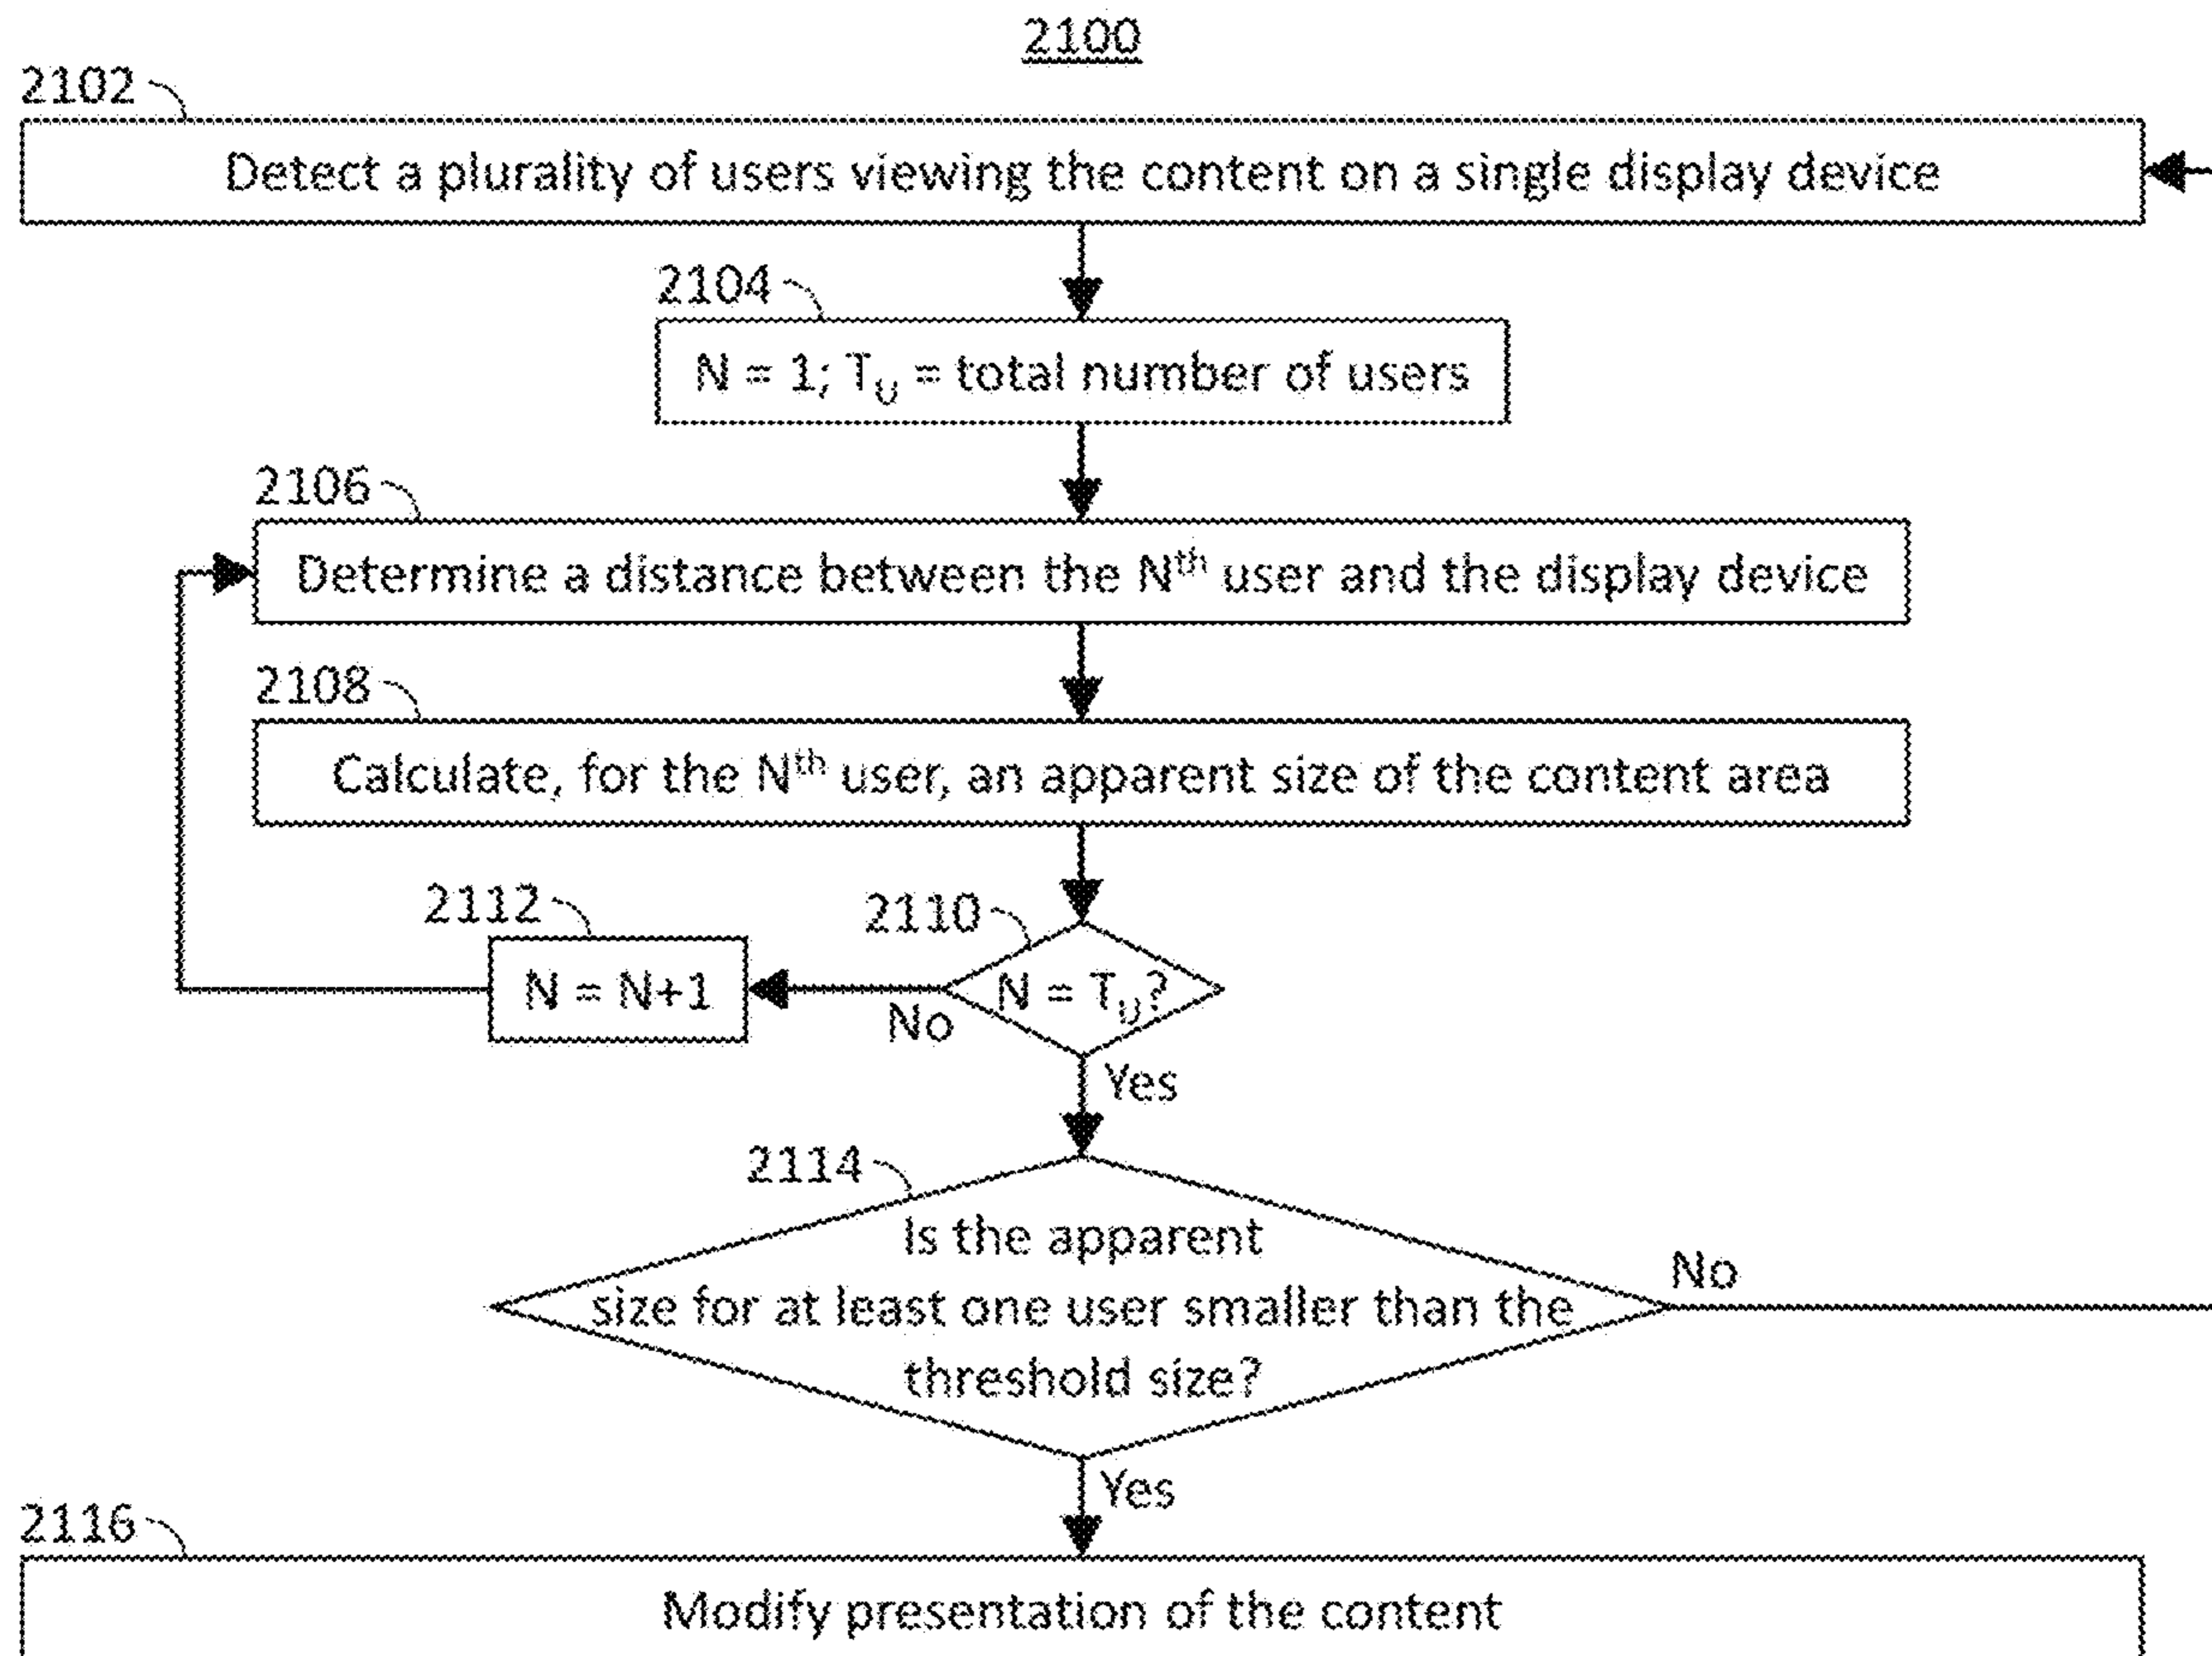 2100
2102
Detect a plurality of users viewing the content on a single display device
2104
N = 1; TU = total number of users
2106
Determine a distance between the Nth user and the display device
2108
Calculate, for the Nth user, an apparent size of the content area
2112
2110
N = N+1
N = TU?
No
Yes
2114
Is the apparent
No
size for at least one user smaller than the
threshold size?
Yes
2116
Modify presentation of the content